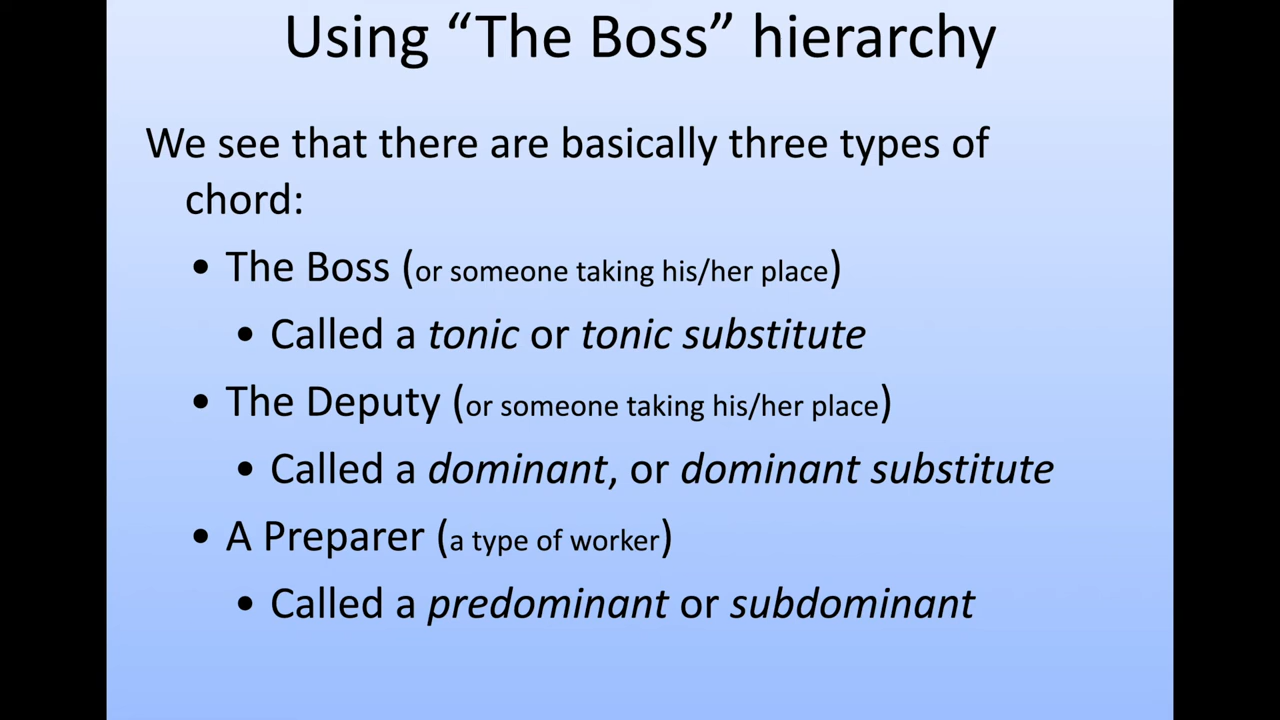 Using “The Boss” hierarchy
We see that there are basically three types of
chord:
• The Boss (or someone taking his/her place)
• Called a tonic or tonic substitute
• The Deputy (or someone taking his/her place)
• Called a dominant, or dominant substitute
• A Preparer (a type of worker)
• Called a predominant or subdominant